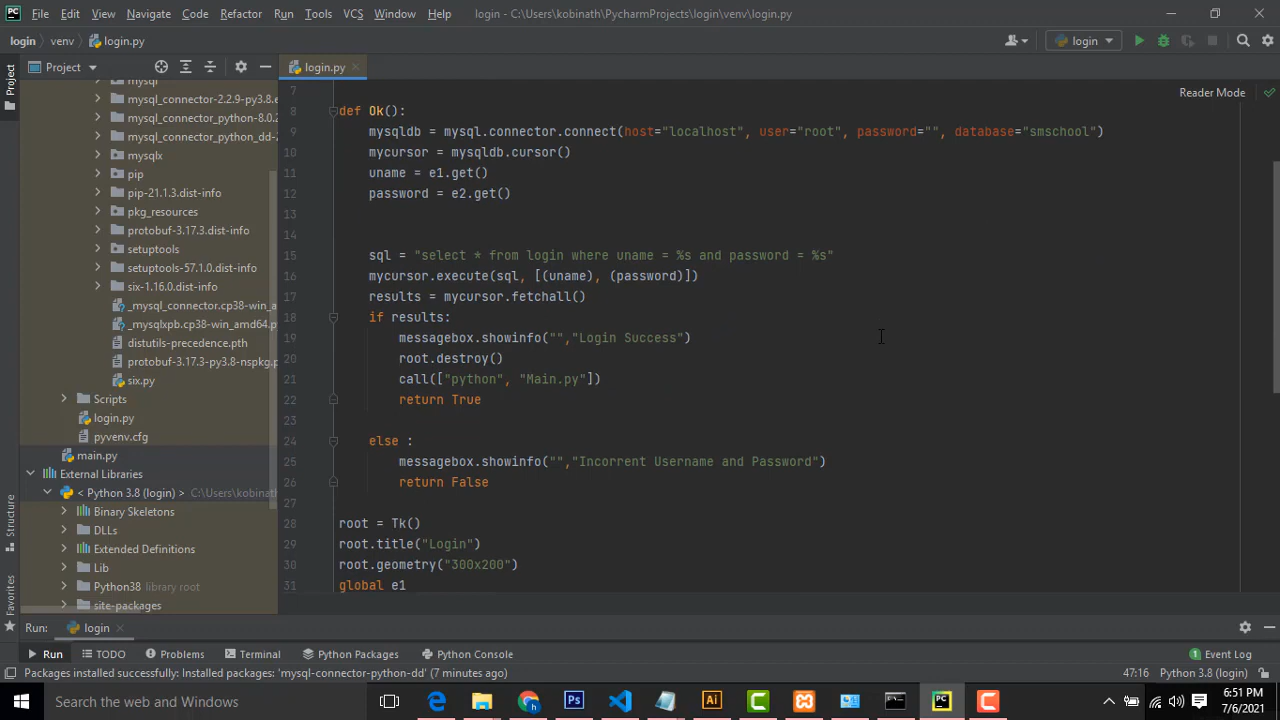 File Edit View Navigate Code Refactor Run Tools VCS Window Help login - C:\Users\kobinath\PycharmProjects\login\venv\login.py
login venv login.py login
Project login.py
Reader Mode
Project
mysql
mysql_connector-2.2.9-py3.8.e
mysql_connector_python-8.0.2
mysql_connector_python_dd-2
mysqlx
pip
pip-21.1.3.dist-info
pkg_resources
protobuf-3.17.3.dist-info
setuptools
setuptools-57.1.0.dist-info
six-1.16.0.dist-info
_mysql_connector.cp38-win_a
_mysqlxpb.cp38-win_amd64.p
distutils-precedence.pth
protobuf-3.17.3-py3.8-nspkg.p
six.py
Scripts
login.py
pyvenv.cfg
main.py
External Libraries
< Python 3.8 (login) > C:\Users\kobinath
Binary Skeletons
DLLs
Extended Definitions
Lib
Python38 library root
site-packages
7
8 def Ok():
9 mysqldb = mysql.connector.connect(host="localhost", user="root", password="", database="smschool")
10 mycursor = mysqldb.cursor()
11 uname = e1.get()
12 password = e2.get()
13
14
15 sql = "select * from login where uname = %s and password = %s"
16 mycursor.execute(sql, [(uname), (password)])
17 results = mycursor.fetchall()
18 if results:
19 messagebox.showinfo("","Login Success")
20 root.destroy()
21 call(["python", "Main.py"])
22 return True
23
24 else :
25 messagebox.showinfo("","Incorrent Username and Password")
26 return False
27
28 root = Tk()
29 root.title("Login")
30 root.geometry("300x200")
31 global e1
Structure
Favorites
Run: login
Run TODO Problems Terminal Python Packages Python Console 1 Event Log
Packages installed successfully: Installed packages: 'mysql-connector-python-dd' (7 minutes ago) 47:16 Python 3.8 (login)
Search the web and Windows
6:51 PM
7/6/2021